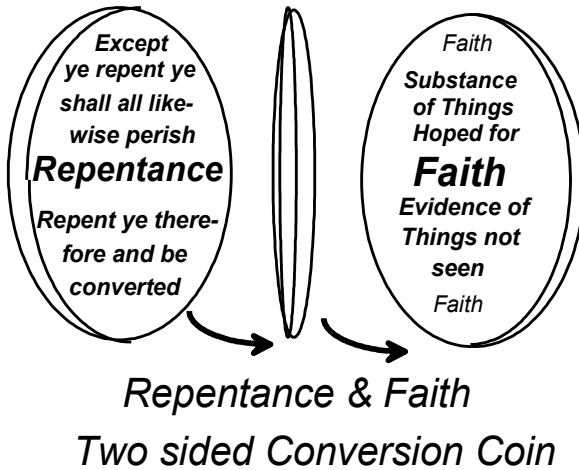 Except
ye repent ye
shall all like-
wise perish
Repentance
Repent ye there-
fore and be
converted
Faith
Substance
of Things
Hoped for
Faith
Evidence of
Things not
seen
Faith
Repentance & Faith
Two sided Conversion Coin